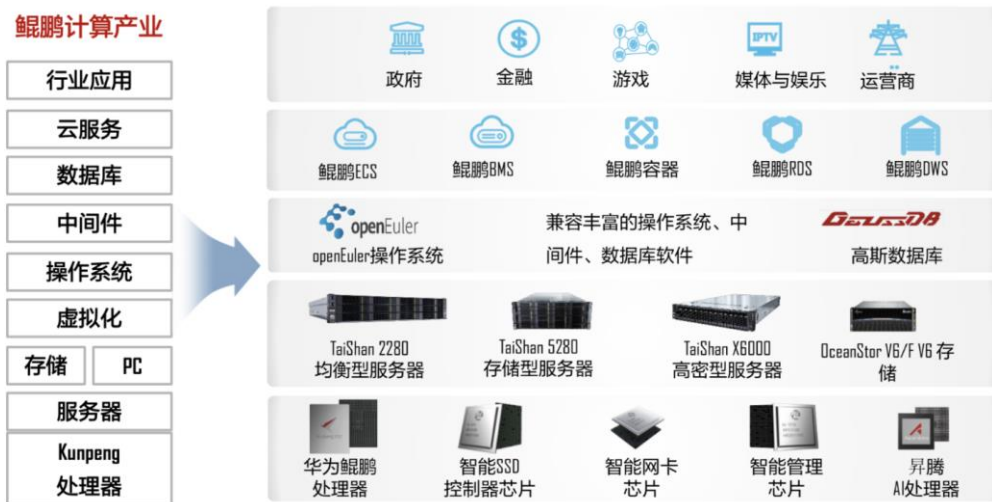 鲲鹏计算产业
行业应用
云服务
数据库
中间件
操作系统
虚拟化
存储
PC
服务器
Kunpeng
处理器
IPTV
政府
金融
游戏
媒体与娱乐
运营商
鲲鹏ECS
鲲鹏BMS
鲲鹏容器
鲲鹏RDS
鲲鹏DWS
openEuler
openEuler操作系统
兼容丰富的操作系统、中
间件、数据库软件
GaussDB
高斯数据库
TaiShan 2280
均衡型服务器
TaiShan 5280
存储型服务器
TaiShan X6000
高密型服务器
OceanStor V6/F V6 存
储
华为鲲鹏
处理器
智能SSD
控制器芯片
智能网卡
芯片
智能管理
芯片
昇腾
AI处理器